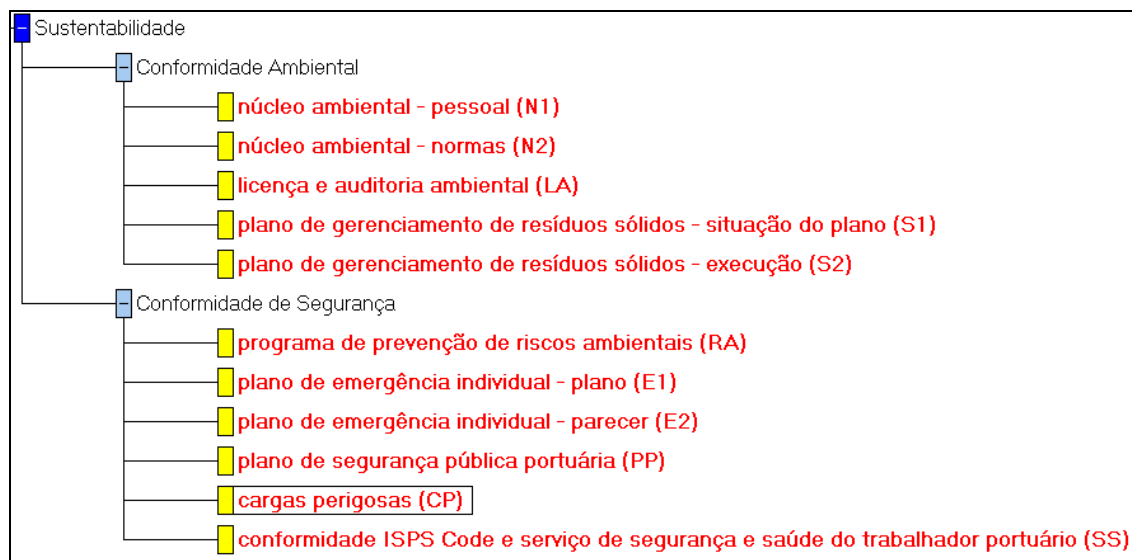 Sustentabilidade
Conformidade Ambiental
núcleo ambiental - pessoal (N1)
núcleo ambiental - normas (N2)
licença e auditoria ambiental (LA)
plano de gerenciamento de resíduos sólidos - situação do plano (S1)
plano de gerenciamento de resíduos sólidos - execução (S2)
Conformidade de Segurança
programa de prevenção de riscos ambientais (RA)
plano de emergência individual - plano (E1)
plano de emergência individual - parecer (E2)
plano de segurança pública portuária (PP)
cargas perigosas (CP)
conformidade ISPS Code e serviço de segurança e saúde do trabalhador portuário (SS)